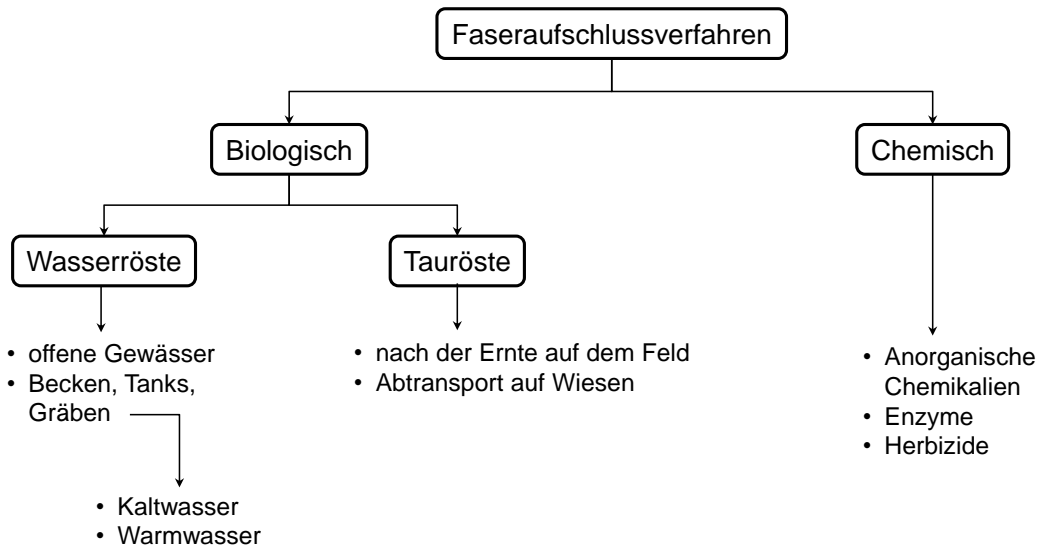 Faseraufschlussverfahren
Biologisch
Chemisch
Wasserröste
Tauröste
• offene Gewässer
• Becken, Tanks,
Gräben
• nach der Ernte auf dem Feld
• Abtransport auf Wiesen
• Anorganische
Chemikalien
• Enzyme
• Herbizide
• Kaltwasser
• Warmwasser